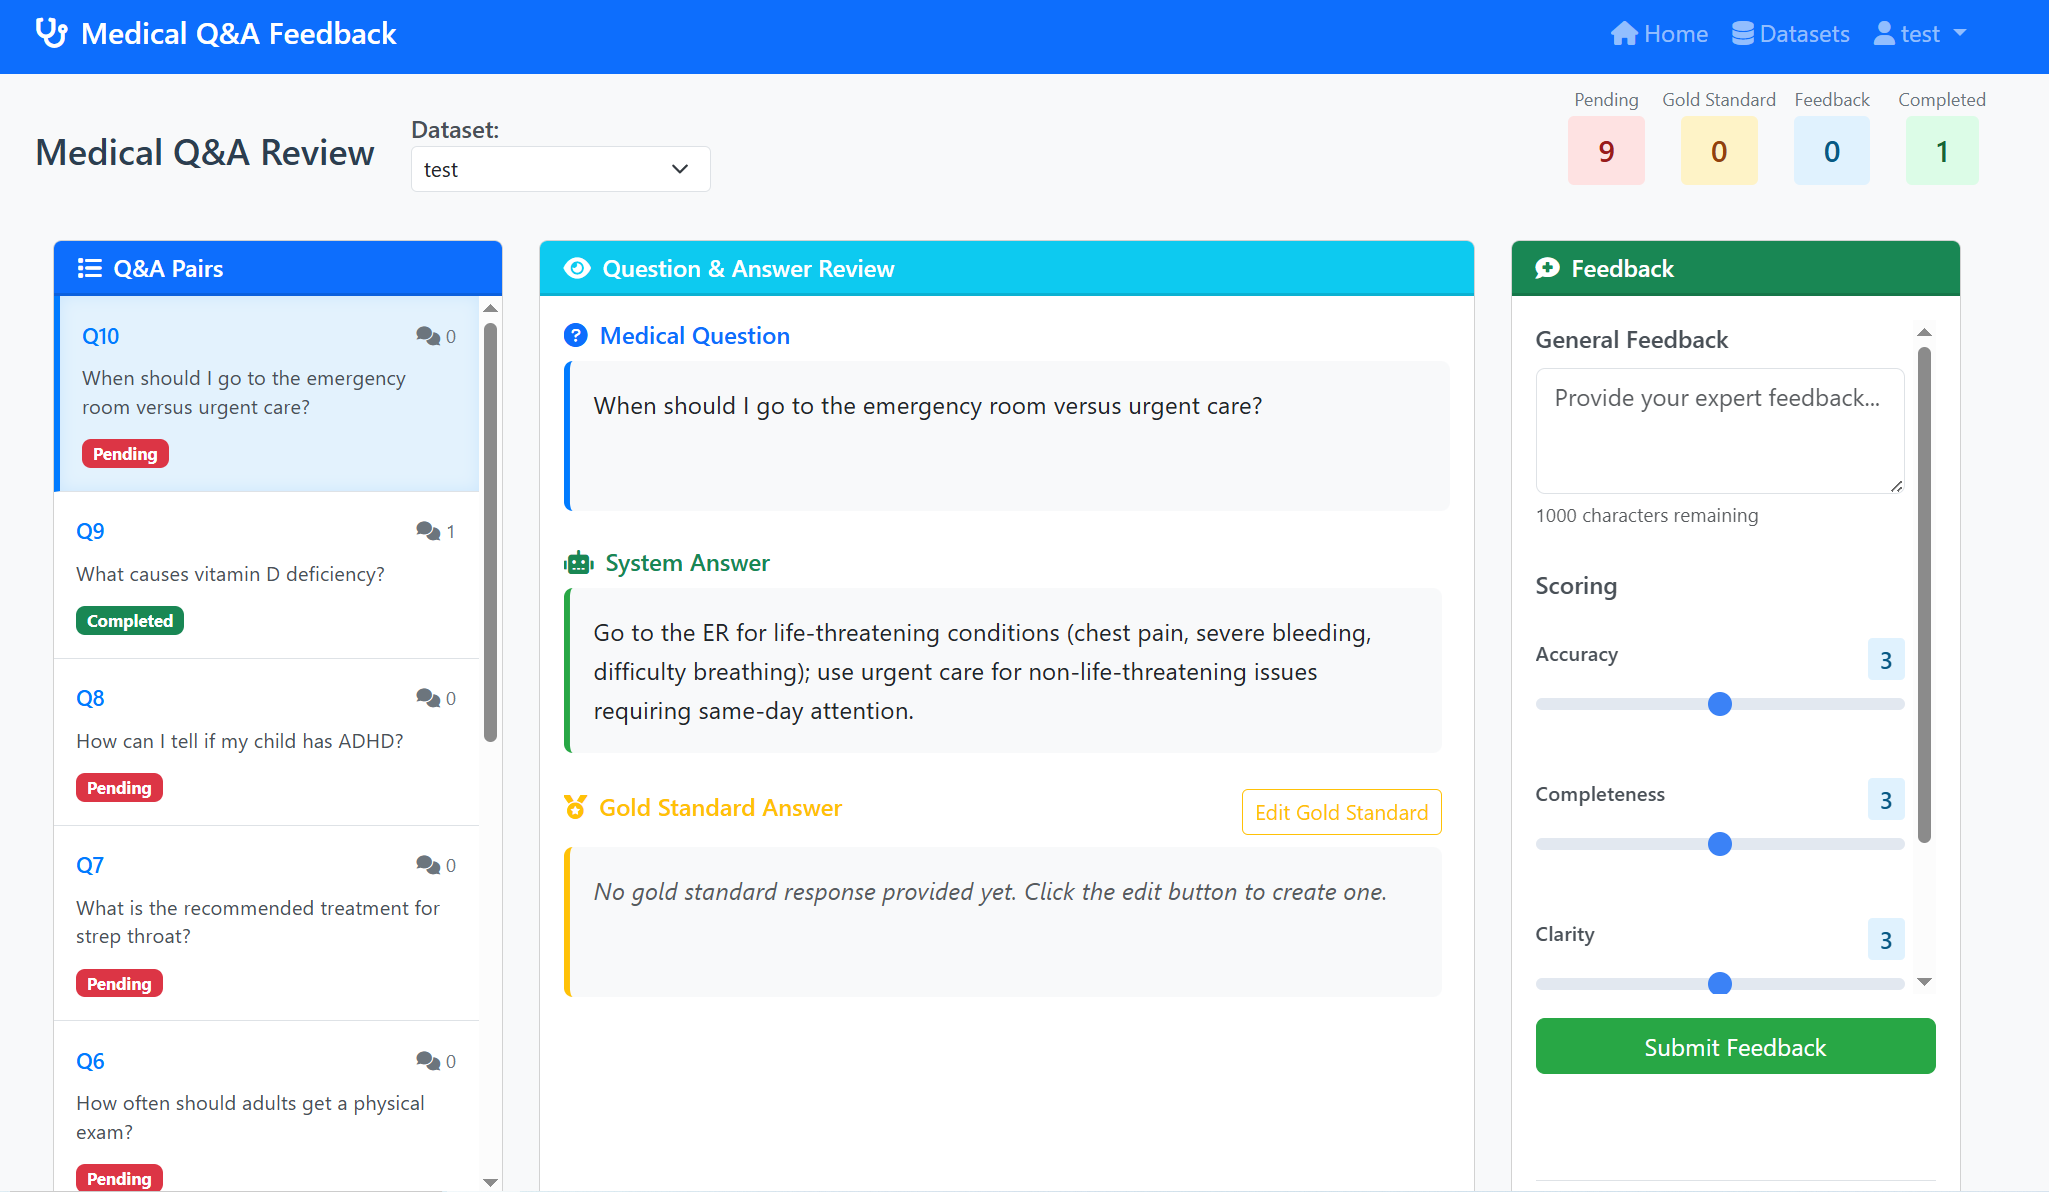 Medical Q&A Feedback
Home
Datasets
test
Medical Q&A Review
Dataset:
test
Pending
Gold Standard
Feedback
Completed
9
0
0
1
Q&A Pairs
Q10
0
When should I go to the emergency
room versus urgent care?
Pending
Q9
1
What causes vitamin D deficiency?
Completed
Q8
0
How can I tell if my child has ADHD?
Pending
Q7
0
What is the recommended treatment for
strep throat?
Pending
Q6
0
How often should adults get a physical
exam?
Pending
Question & Answer Review
Medical Question
When should I go to the emergency room versus urgent care?
System Answer
Go to the ER for life-threatening conditions (chest pain, severe bleeding,
difficulty breathing); use urgent care for non-life-threatening issues
requiring same-day attention.
Gold Standard Answer
Edit Gold Standard
No gold standard response provided yet. Click the edit button to create one.
Feedback
General Feedback
Provide your expert feedback...
1000 characters remaining
Scoring
Accuracy
3
Completeness
3
Clarity
3
Submit Feedback